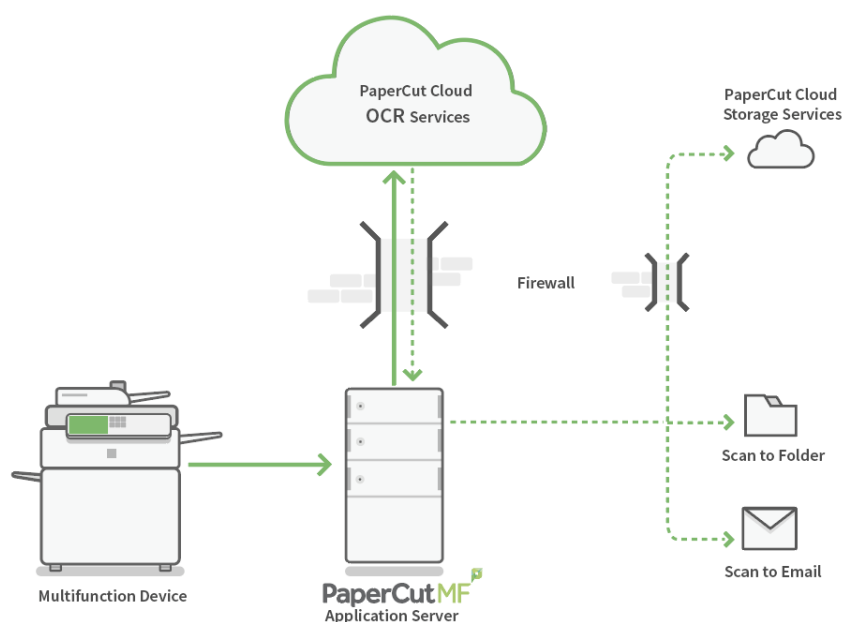 PaperCut Cloud
OCR Services
PaperCut Cloud
Storage Services
Firewall
Scan to Folder
Scan to Email
Multifunction Device
PaperCutMF
Application Server